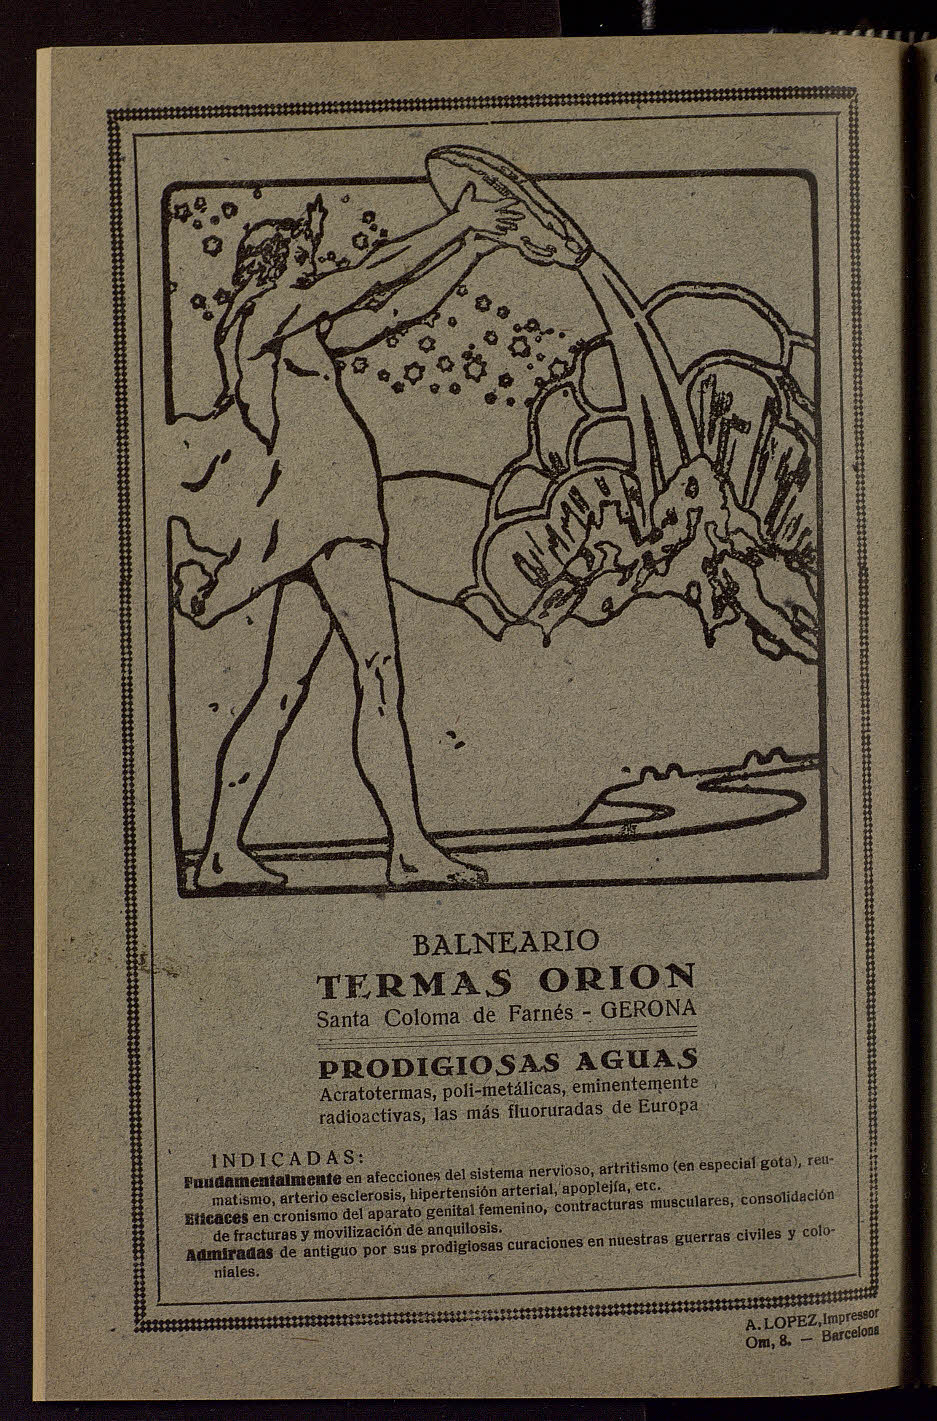 BALNEARIO
TERMAS ORION
Santa Coloma de Farnés - GERONA
PRODIGIOSAS AGUAS
Acratotermas, poli-metálicas, eminentemente
radioactivas, las más fluoruradas de Europa
INDICADAS:
Fundamentalmente en afecciones del sistema nervioso, artritismo (en especial gota), reu-
matismo, arterio esclerosis, hipertensión arterial, apoplejía, etc.
Eficaces en cronismo del aparato genital femenino, contracturas musculares, consolidación
de fracturas y movilización de anquilosis.
Admiradas de antiguo por sus prodigiosas curaciones en nuestras guerras civiles y colo-
niales.
A. LOPEZ, Impressor
Om, 8. — Barcelona